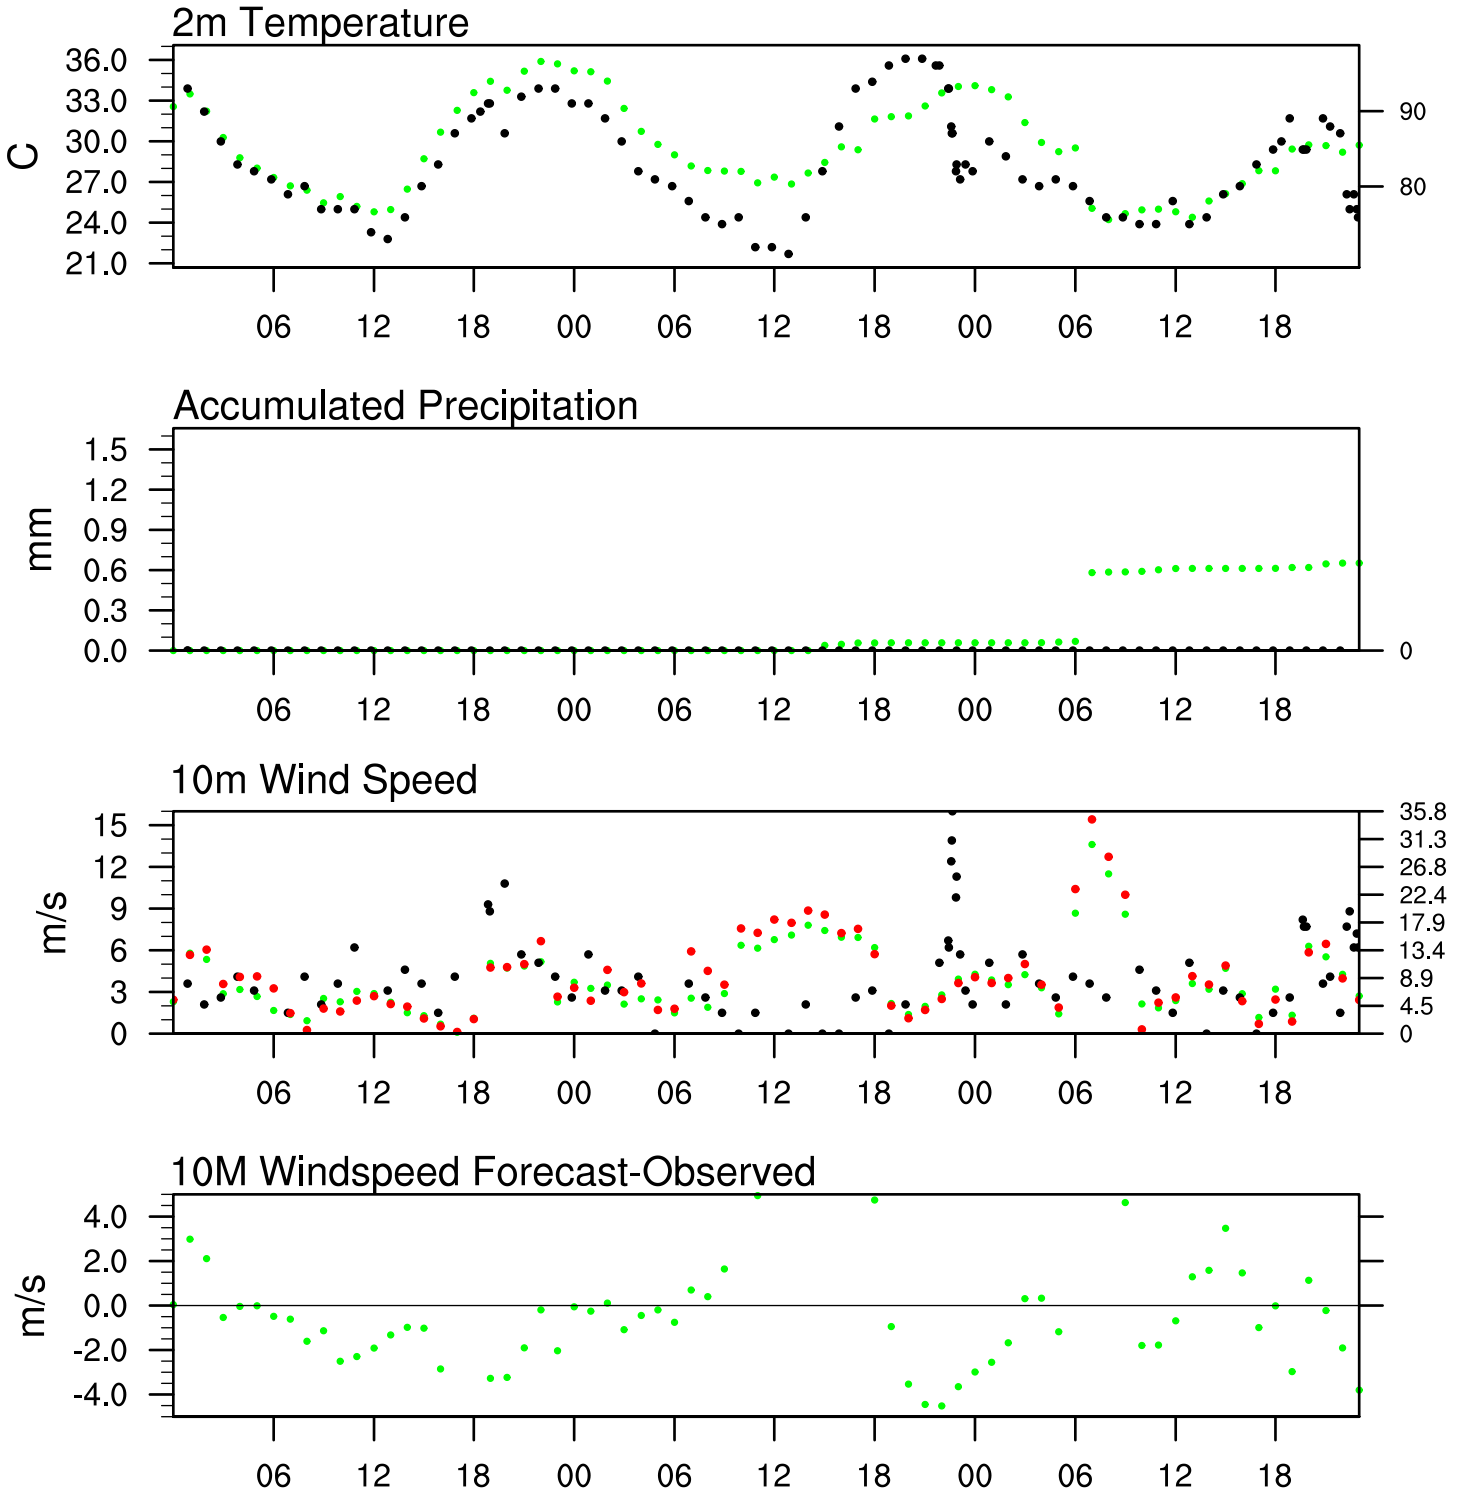 2m Temperature
36.0
33.0
30.0
27.0
24.0
21.0
C
90
80
06 12 18 00 06 12 18 00 06 12 18
Accumulated Precipitation
1.5
1.2
0.9
0.6
0.3
0.0
mm
0
06 12 18 00 06 12 18 00 06 12 18
10m Wind Speed
15
12
9
6
3
0
m/s
35.8
31.3
26.8
22.4
17.9
13.4
8.9
4.5
0
06 12 18 00 06 12 18 00 06 12 18
10M Windspeed Forecast-Observed
4.0
2.0
0.0
-2.0
-4.0
m/s
06 12 18 00 06 12 18 00 06 12 18